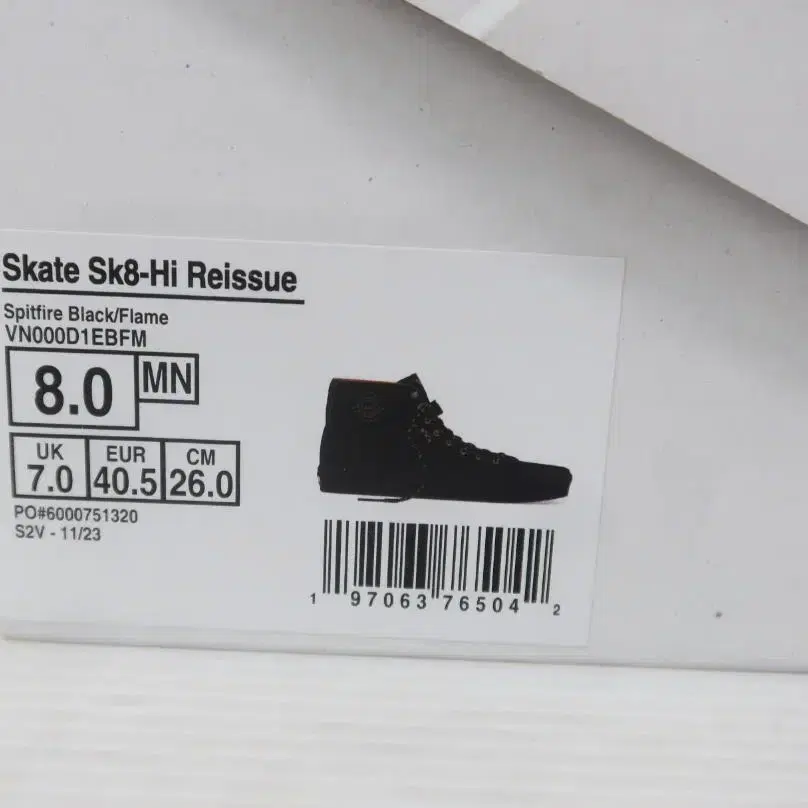 Skate Sk8-Hi Reissue
Spitfire Black/Flame
VN000D1EBFM
8.0 MN
UK EUR CM
7.0 40.5 26.0
PO#6000751320
S2V - 11/23
1 97063 76504 2